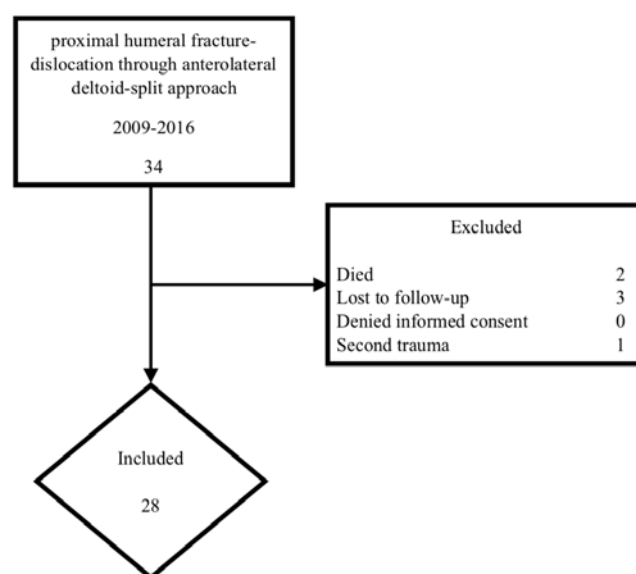 proximal humeral fracture-
dislocation through anterolateral
deltoid-split approach
2009-2016
34
Excluded
Died 2
Lost to follow-up 3
Denied informed consent 0
Second trauma 1
Included
28